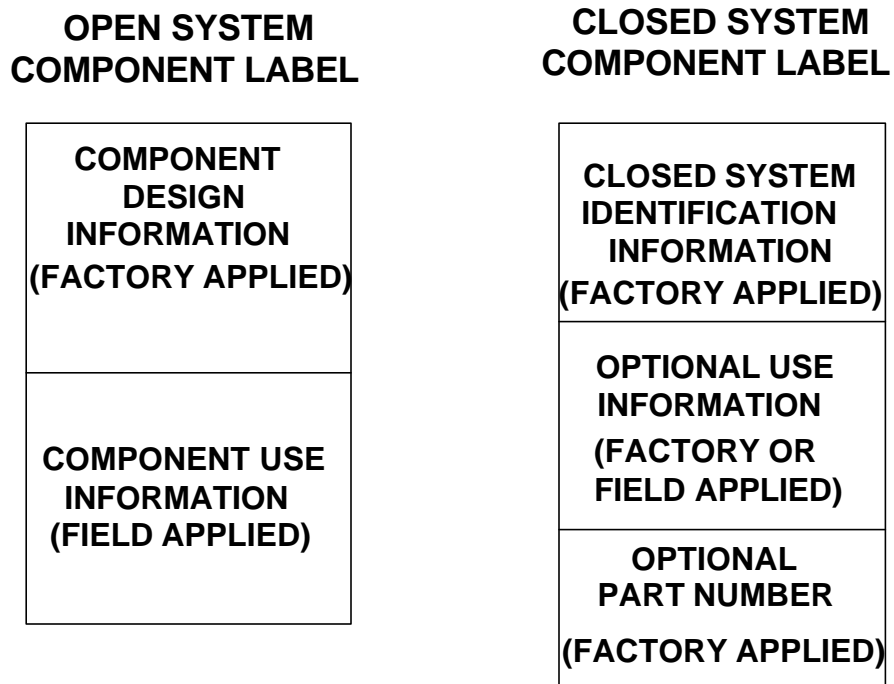 OPEN SYSTEM
COMPONENT LABEL
COMPONENT
DESIGN
INFORMATION
(FACTORY APPLIED)
COMPONENT USE
INFORMATION
(FIELD APPLIED)
CLOSED SYSTEM
COMPONENT LABEL
CLOSED SYSTEM
IDENTIFICATION
INFORMATION
(FACTORY APPLIED)
OPTIONAL USE
INFORMATION
(FACTORY OR
FIELD APPLIED)
OPTIONAL
PART NUMBER
(FACTORY APPLIED)